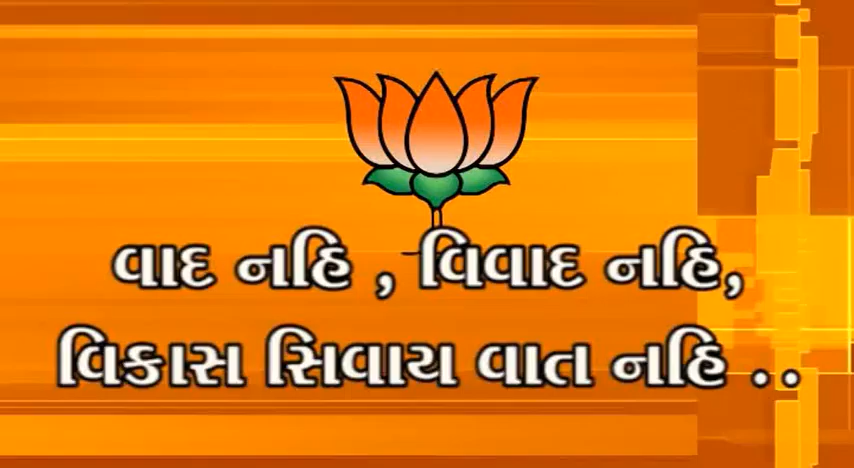 વાદ નહિ , વિવાદ નહિ,
વિકાસ સિવાય વાત નહિ ..